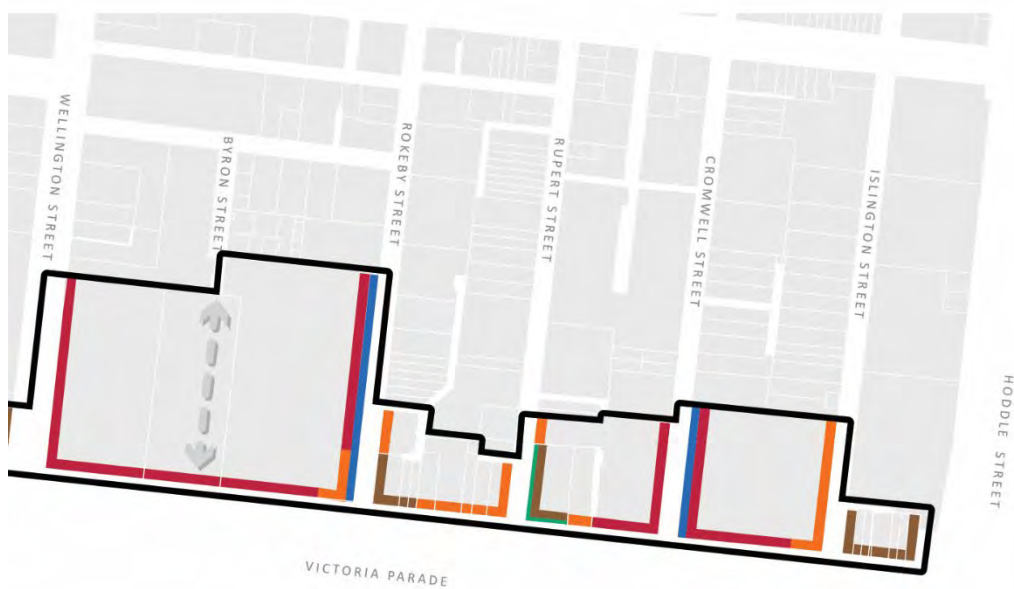 WELLINGTON STREET
BYRON STREET
ROKEBY STREET
RUPERT STREET
CROMWELL STREET
ISLINGTON STREET
HODDLE STREET
VICTORIA PARADE